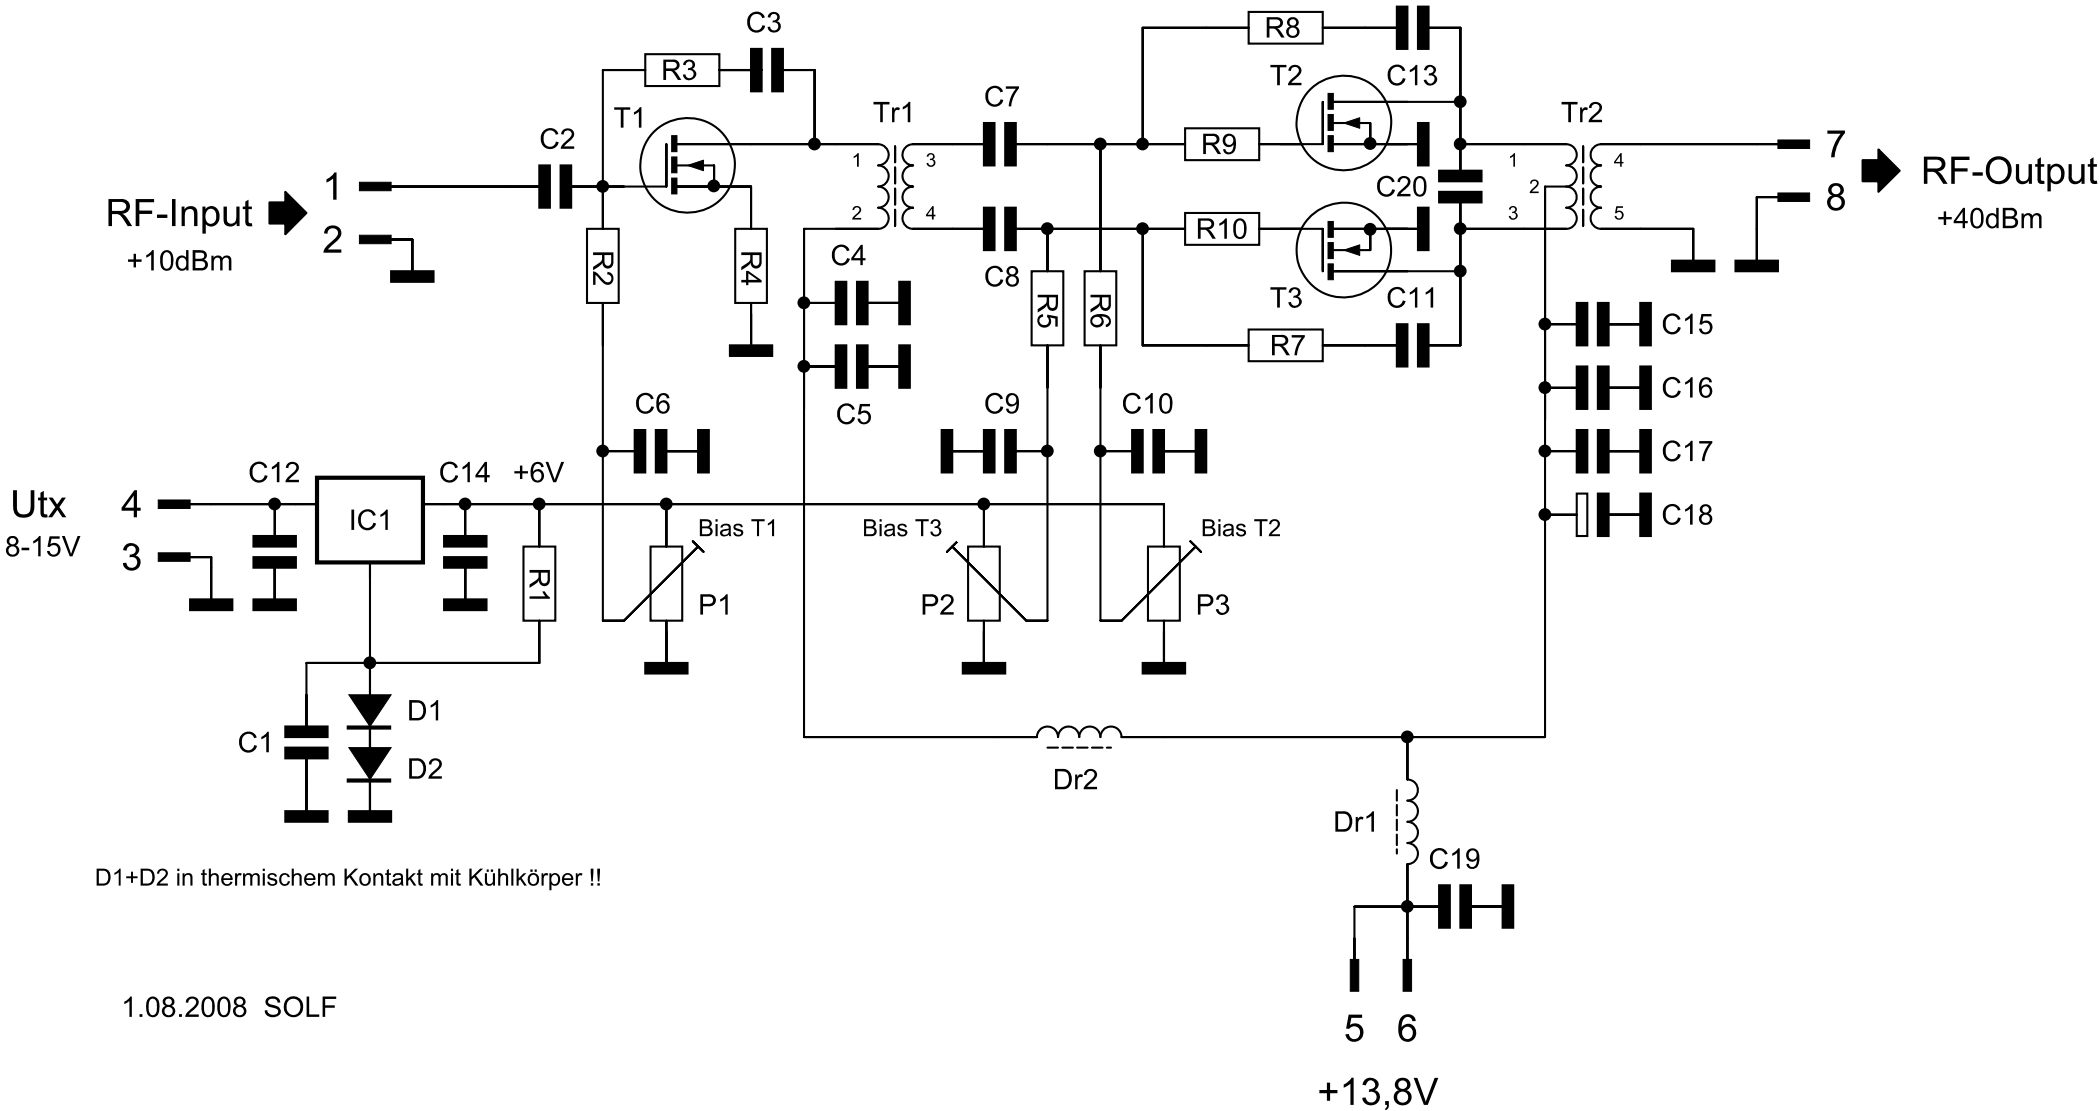 R8
C3
R3
T2
C13
C7
Tr1
Tr2
T1
C2
R9
1
3
1
4
7
RF-Input
1
2
+10dBm
2
4
C20
2
3
5
8
RF-Output
+40dBm
R10
R2
R4
C4
C8
R5
R6
T3
C11
C15
R7
C5
C16
C6
C9
C10
C17
C12
C14
+6V
Utx
8-15V
4
3
IC1
Bias T1
Bias T3
Bias T2
C18
R1
P1
P2
P3
D1
C1
D2
Dr2
Dr1
C19
D1+D2 in thermischem Kontakt mit Kühlkörper !!
1.08.2008 SOLF
5 6
+13,8V